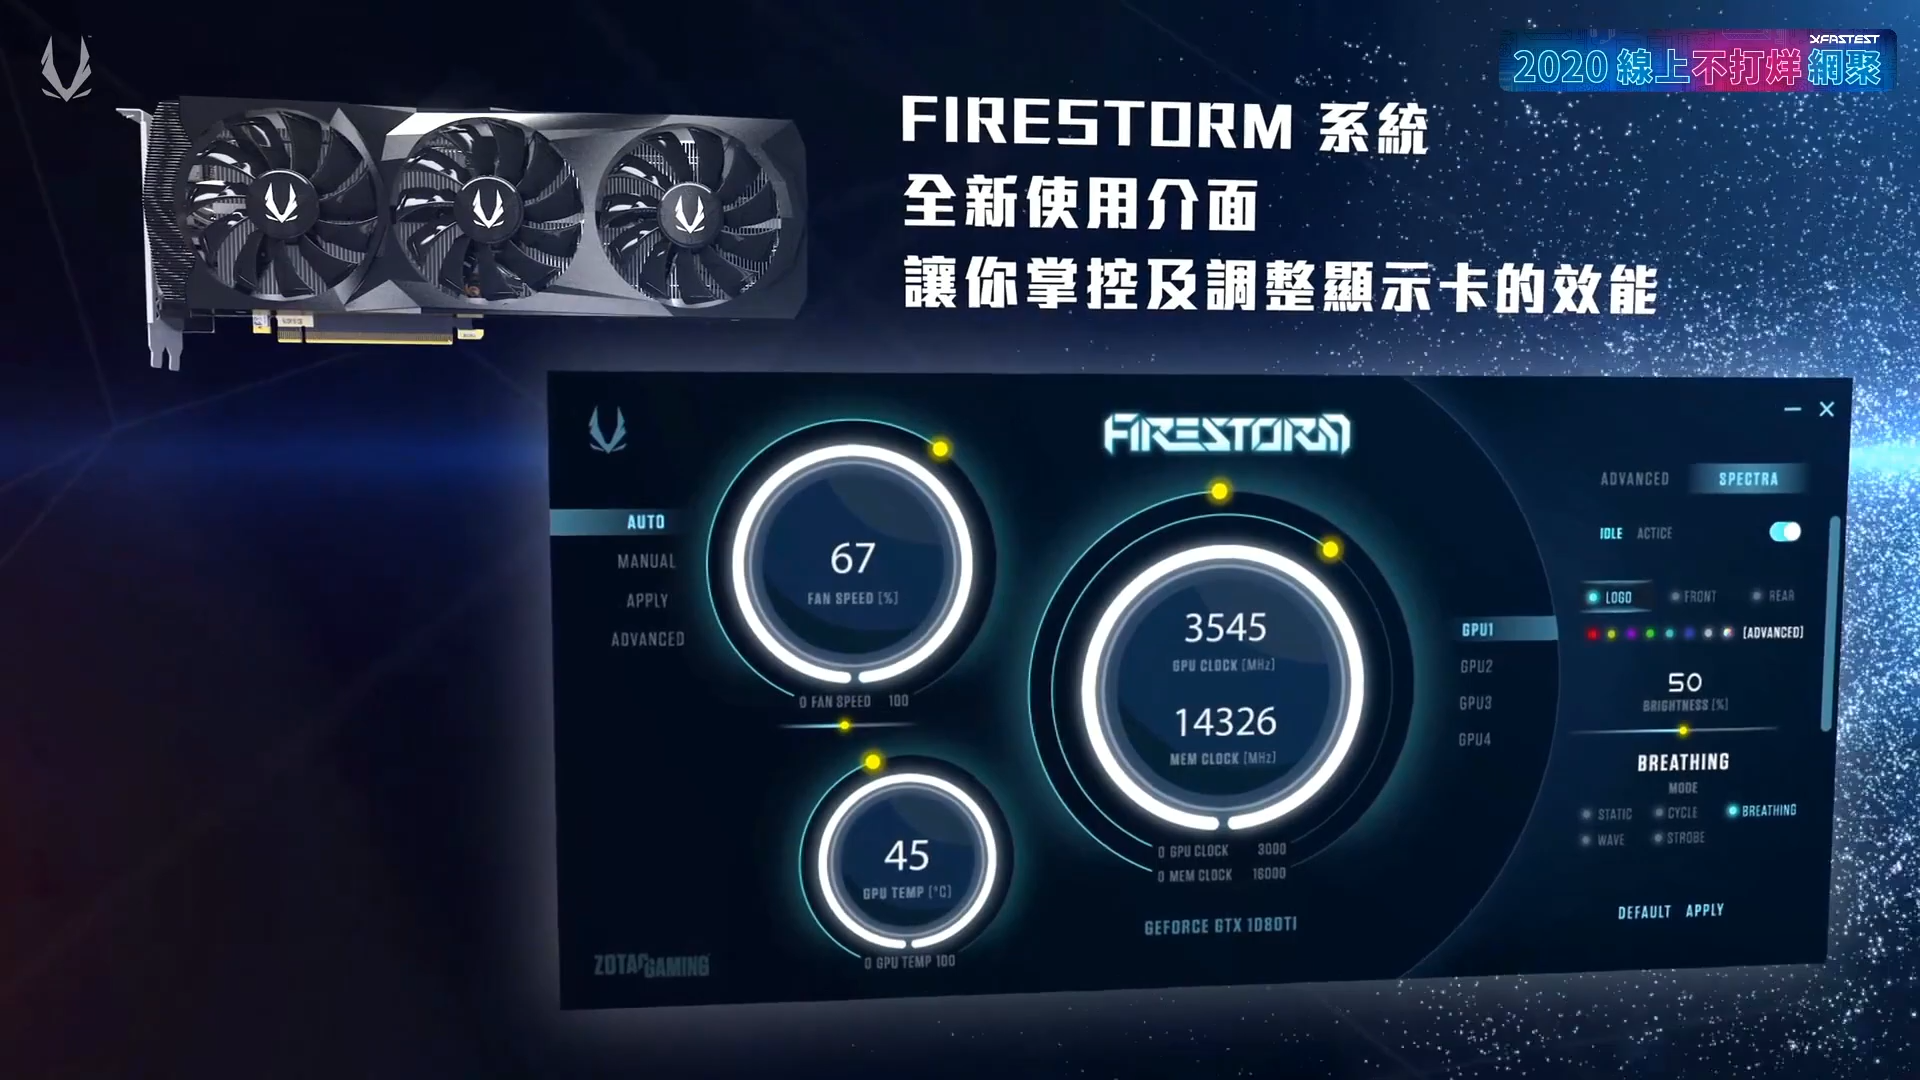 XFASTEST
2020 線上不打烊網聚
FIRESTORM 系統
全新使用介面
讓你掌控及調整顯示卡的效能
FIRESTORM
ADVANCED SPECTRA
AUTO
MANUAL
APPLY
ADVANCED
67
FAN SPEED [%]
0 FAN SPEED 100
45
GPU TEMP [°C]
0 GPU TEMP 100
3545
GPU CLOCK [MHz]
14326
MEM CLOCK [MHz]
0 GPU CLOCK 3000
0 MEM CLOCK 16000
GEFORCE GTX 1080TI
GPU1
GPU2
GPU3
GPU4
IDLE ACTICE
LOGO FRONT REAR
[ADVANCED]
50
BRIGHTNESS [%]
BREATHING
MODE
STATIC CYCLE BREATHING
WAVE STROBE
DEFAULT APPLY
ZOTAC GAMING